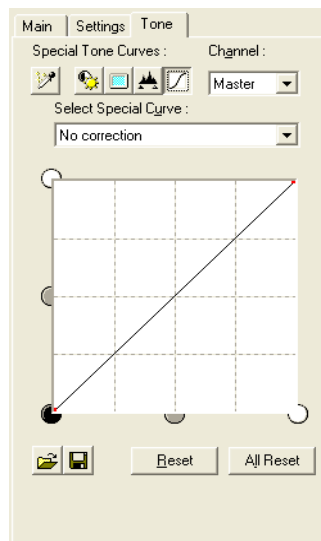 Main Settings Tone
Special Tone Curves : Channel :
Master
Select Special Curve :
No correction
Reset All Reset